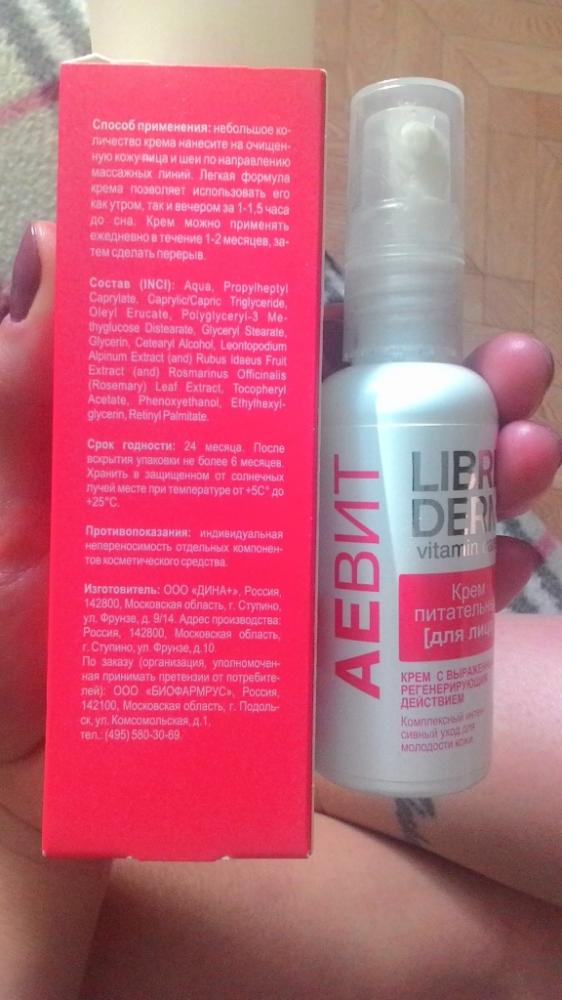 Способ применения: небольшое ко-
личество крема нанесите на очищен-
ную кожу лица и шеи по направлению
массажных линий. Легкая формула
крема позволяет использовать его
как утром, так и вечером за 1-1,5 часа
до сна. Крем можно применять
ежедневно в течение 1-2 месяцев, за-
тем сделать перерыв.
Состав (INCI): Aqua, Propylheptyl
Caprylate, Caprylic/Capric Triglyceride,
Oleyl Erucate, Polyglyceryl-3 Me-
thyglucose Distearate, Glyceryl Stearate,
Glycerin, Cetearyl Alcohol, Leontopodium
Alpinum Extract (and) Rubus Idaeus Fruit
Extract (and) Rosmarinus Officinalis
(Rosemary) Leaf Extract, Tocopheryl
Acetate, Phenoxyethanol, Ethylhexyl-
glycerin, Retinyl Palmitate.
Срок годности: 24 месяца. После
вскрытия упаковки не более 6 месяцев.
Хранить в защищенном от солнечных
лучей месте при температуре от +5С° до
+25°С.
Противопоказания: индивидуальная
непереносимость отдельных компонен-
тов косметического средства.
Изготовитель: ООО «ДИНА+», Россия,
142800, Московская область, г. Ступино,
ул. Фрунзе, д. 9/14. Адрес производства:
Россия, 142800, Московская область,
г. Ступино, ул. Фрунзе, д.10
По заказу (организация, уполномочен-
ная принимать претензии от потребите-
лей): ООО «БИОФАРМРУС», Россия,
142100, Московская область, г. Подоль-
ск, ул. Комсомольская, д.1,
тел.: (495) 580-30-69.
АЕВИТ
LIBRE
DERM
vitamin
Крем
питательный
[для лица]
КРЕМ С ВЫРАЖЕННЫМ
РЕГЕНЕРИРУЮЩИМ
ДЕЙСТВИЕМ
Комплексный интен-
сивный уход для
молодости кожи